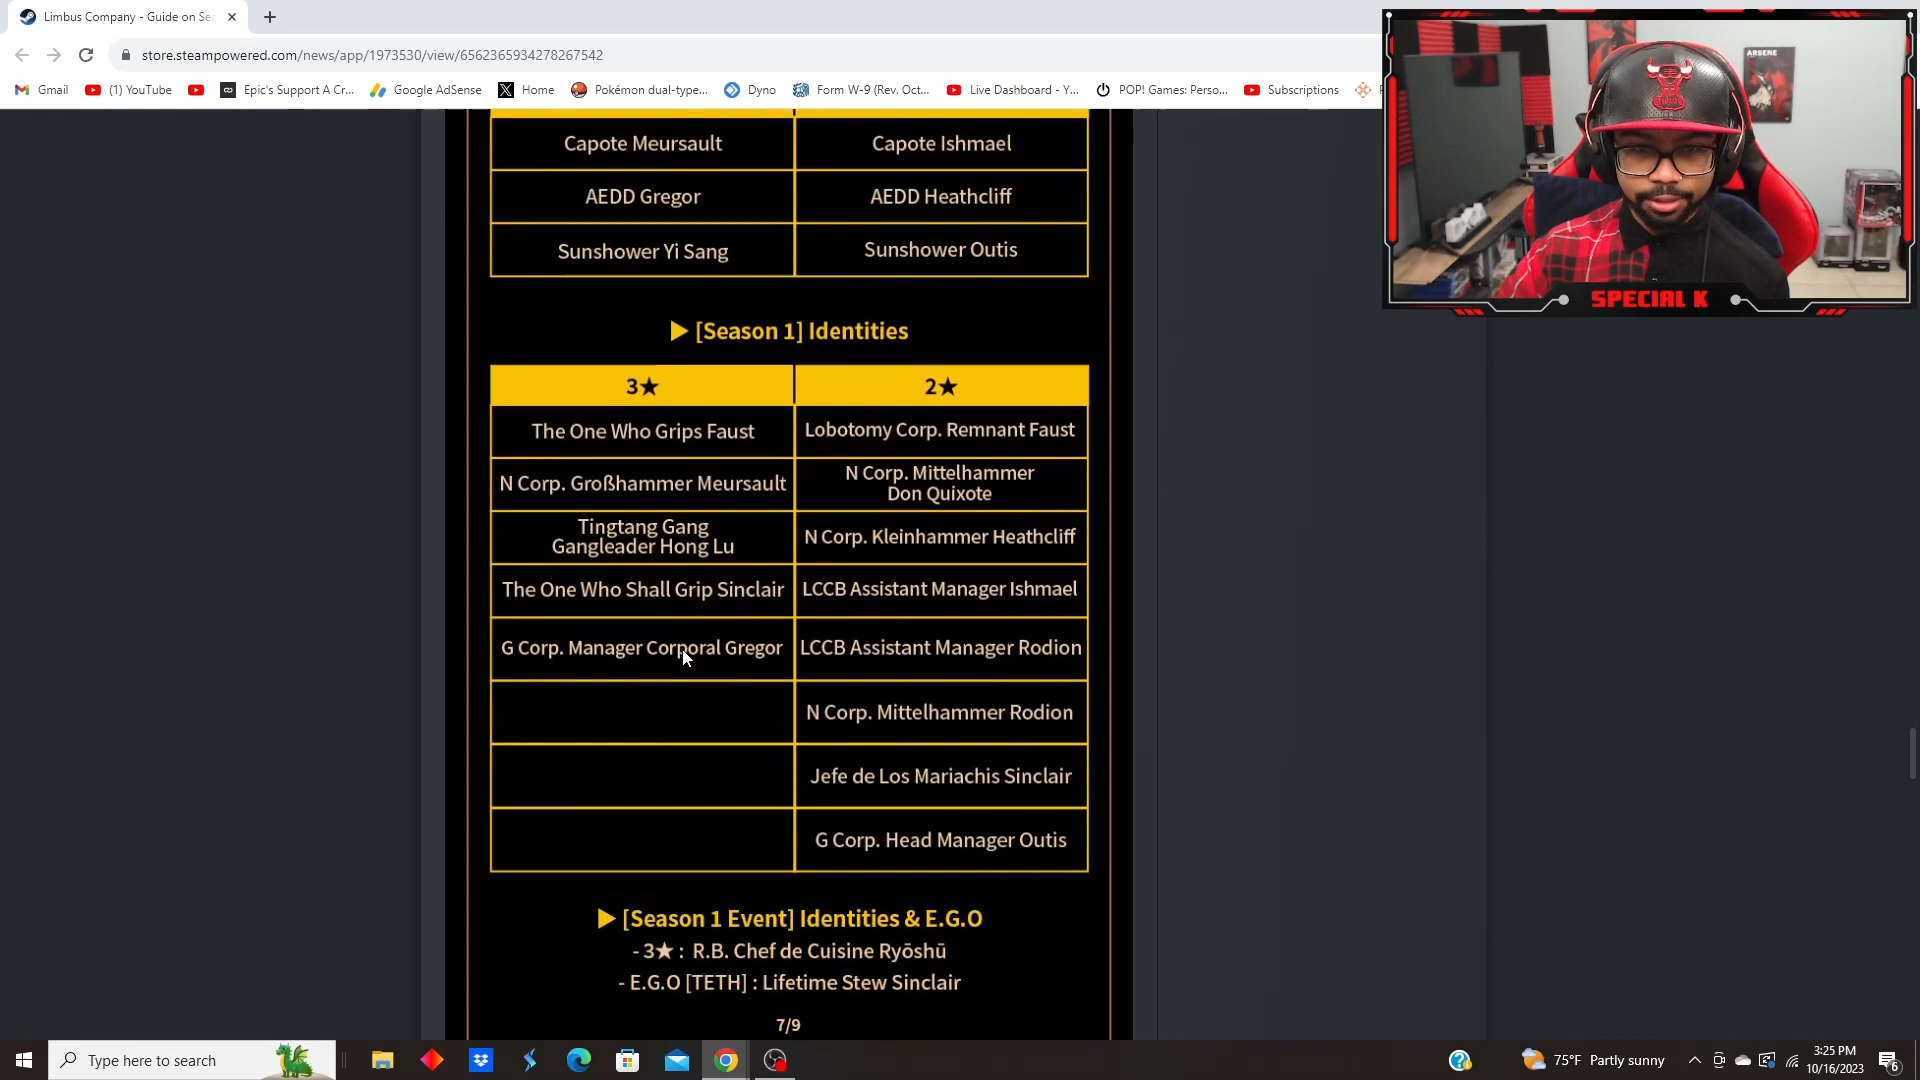 Limbus Company - Guide on Sea
store.steampowered.com/news/app/1973530/view/6562365934278267542
Gmail
(1) YouTube
Epic's Support A Cr...
Google AdSense
Home
Pokémon dual-type...
Dyno
Form W-9 (Rev. Oct...
Live Dashboard - Y...
POP! Games: Perso...
Subscriptions
ARSENE
SPECIAL K
Capote Meursault
Capote Ishmael
AEDD Gregor
AEDD Heathcliff
Sunshower Yi Sang
Sunshower Outis
▶ [Season 1] Identities
3★
2★
The One Who Grips Faust
Lobotomy Corp. Remnant Faust
N Corp. Großhammer Meursault
N Corp. Mittelhammer
Don Quixote
Tingtang Gang
Gangleader Hong Lu
N Corp. Kleinhammer Heathcliff
The One Who Shall Grip Sinclair
LCCB Assistant Manager Ishmael
G Corp. Manager Corporal Gregor
LCCB Assistant Manager Rodion
N Corp. Mittelhammer Rodion
Jefe de Los Mariachis Sinclair
G Corp. Head Manager Outis
▶ [Season 1 Event] Identities & E.G.O
- 3★ : R.B. Chef de Cuisine Ryōshū
- E.G.O [TETH] : Lifetime Stew Sinclair
7/9
Type here to search
75°F Partly sunny
3:25 PM
10/16/2023
6